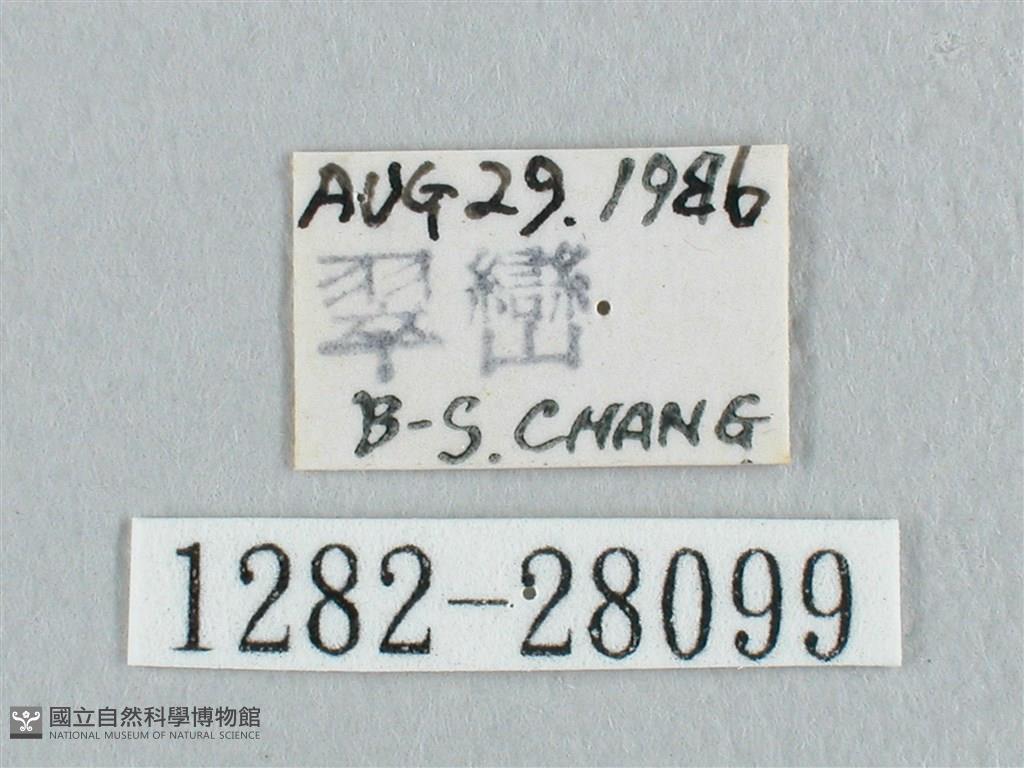 AUG 29. 1986
翠巒
B-S. CHANG
1282-28099
國立自然科學博物館
NATIONAL MUSEUM OF NATURAL SCIENCE